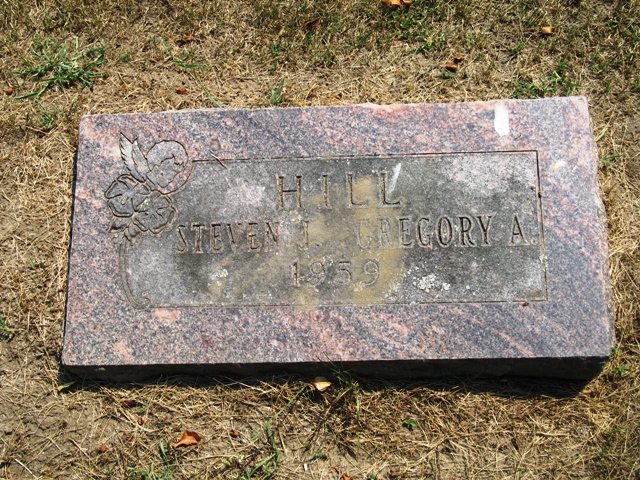 HILL
STEVEN J. GREGORY A.
1959